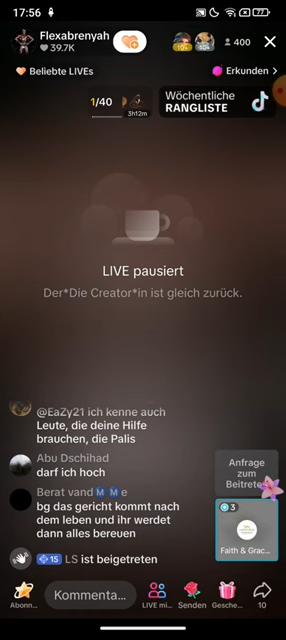 17:56
77
Flexabrenyah
39.7K
10+
50+
400
Beliebte LIVEs
Erkunden
1/40
3h12m
Wöchentliche
RANGLISTE
LIVE pausiert
Der*Die Creator*in ist gleich zurück.
@EaZy21 ich kenne auch
Leute, die deine Hilfe
brauchen, die Palis
Abu Dschihad
darf ich hoch
Berat vand Ⓜ️ Ⓜ️ e
bg das gericht kommt nach
dem leben und ihr werdet
dann alles bereuen
15 LS ist beigetreten
Anfrage
zum
Beitrete
3
Faith & Grac...
Abonn...
Kommenta...
LIVE mi...
Senden
Gesche...
10